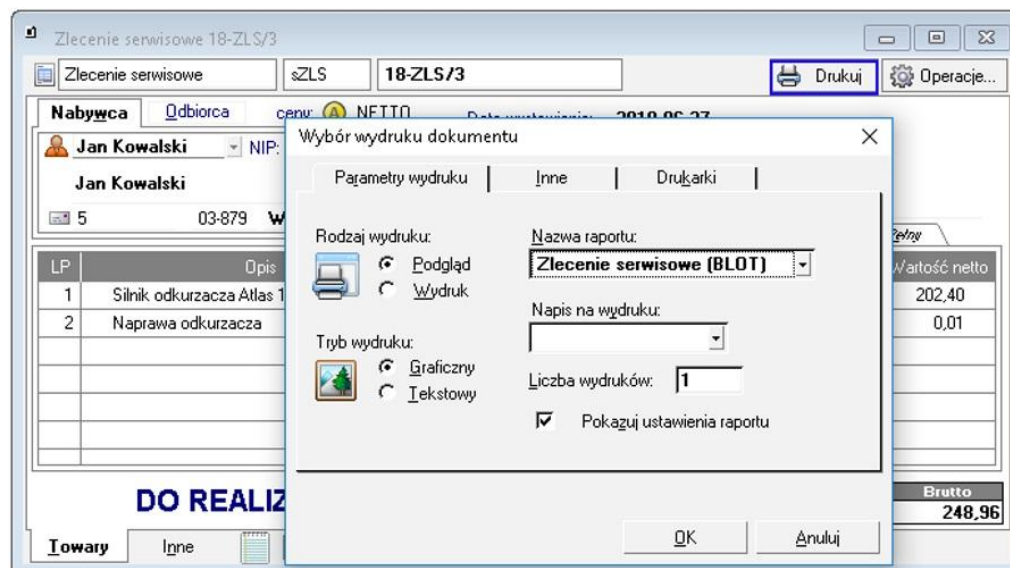 Zlecenie serwisowe 18-ZLS/3
Zlecenie serwisowe sZLS 18-ZLS/3 Drukuj Operacje...
Nabywca Odbiorca ceny: A NETTO
Jan Kowalski NIP:
Jan Kowalski
5 03-879 W
Wybór wydruku dokumentu
Parametry wydruku Inne Drukarki
Rodzaj wydruku:
Podgląd
Wydruk
Tryb wydruku:
Graficzny
Tekstowy
Nazwa raportu:
Zlecenie serwisowe (BLOT)
Napis na wydruku:
Liczba wydruków: 1
Pokazuj ustawienia raportu
OK Anuluj
LP Opis Wartość netto
1 Silnik odkurzacza Atlas 1 202,40
2 Naprawa odkurzacza 0,01
DO REALIZ
Brutto
248,96
Towary Inne